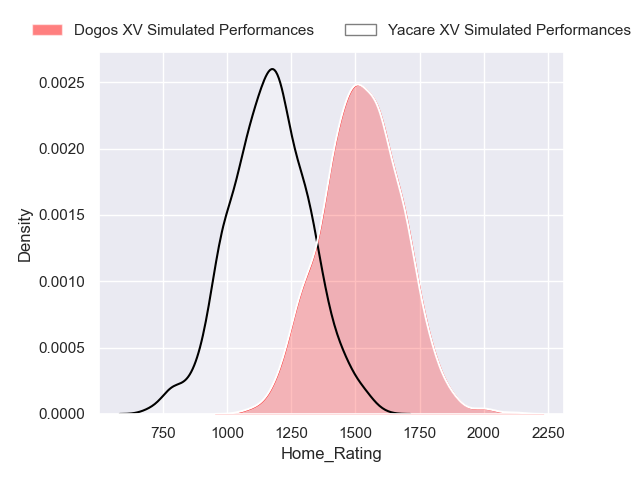 Dogos XV Simulated Performances Yacare XV Simulated Performances
0.0025
0.0020
0.0015
0.0010
0.0005
0.0000
Density
750 1000 1250 1500 1750 2000 2250
Home_Rating